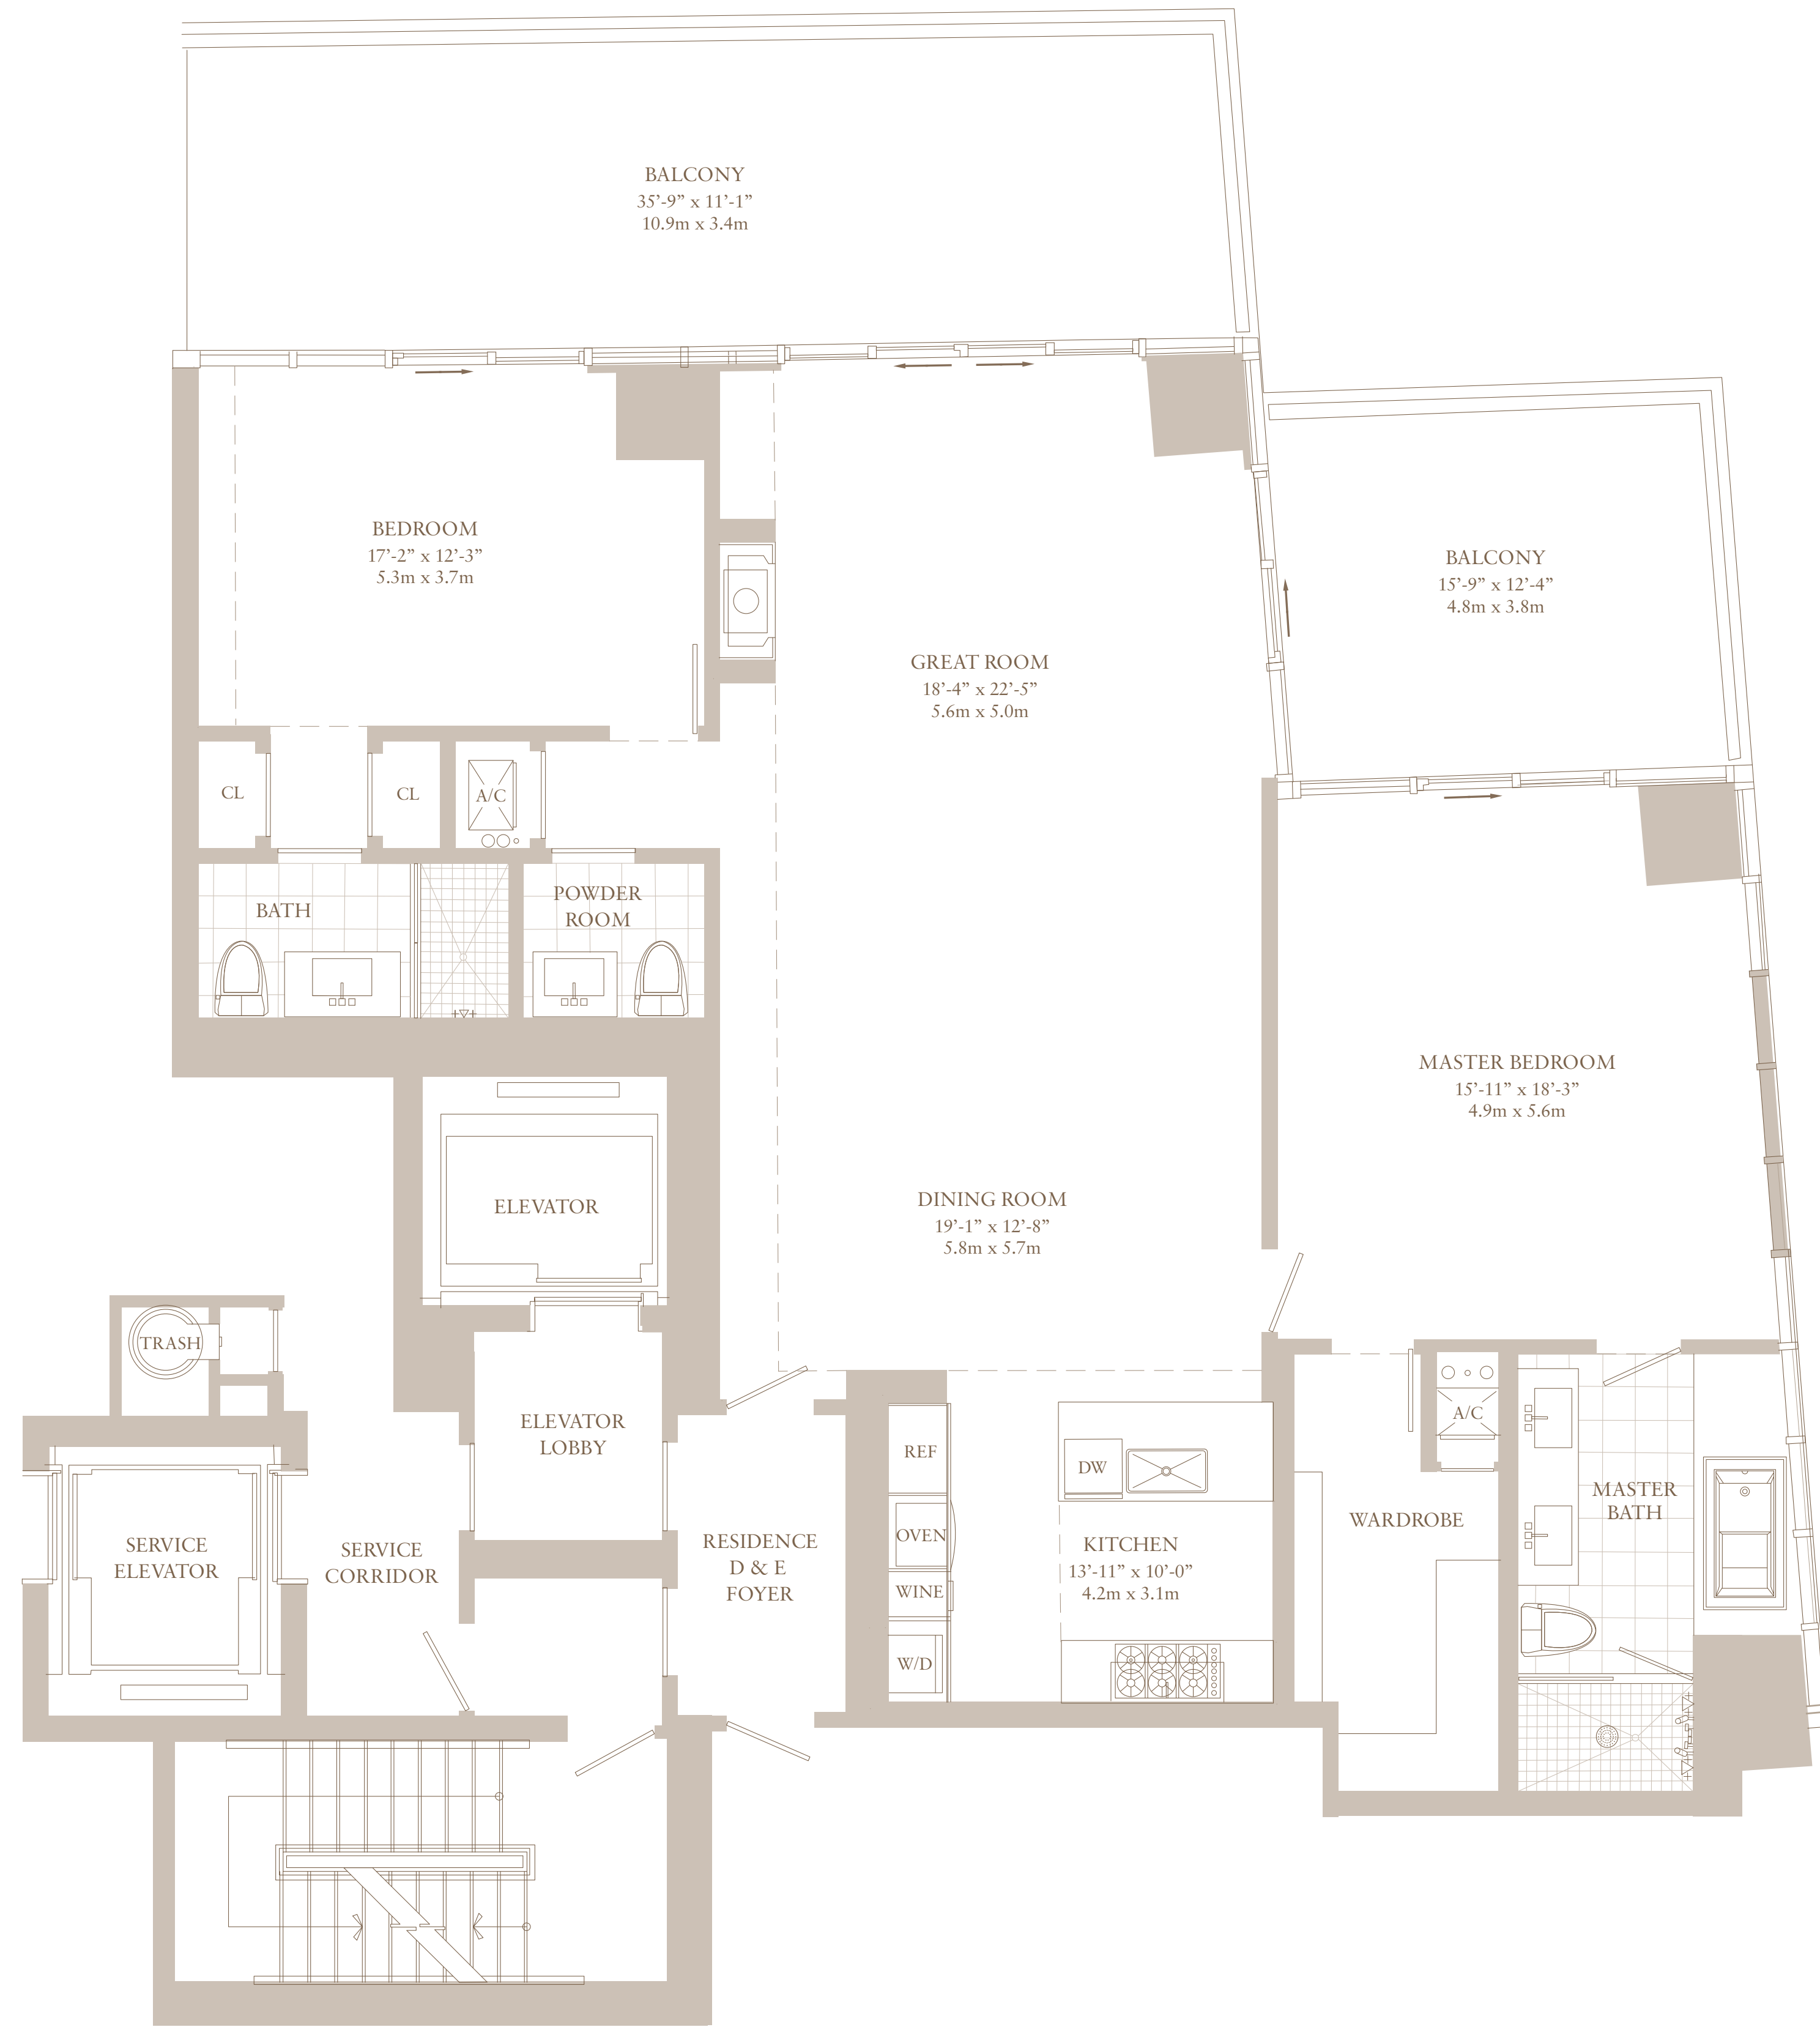 BALCONY
35’-9” x 11’-1”
10.9m x 3.4m
BEDROOM
17’-2” x 12’-3”
5.3m x 3.7m
BALCONY
15’-9” x 12’-4”
4.8m x 3.8m
GREAT ROOM
18’-4” x 22’-5”
5.6m x 5.0m
CL
CL
A/C
BATH
POWDER
ROOM
MASTER BEDROOM
15’-11” x 18’-3”
4.9m x 5.6m
ELEVATOR
DINING ROOM
19’-1” x 12’-8”
5.8m x 5.7m
TRASH
ELEVATOR
LOBBY
REF
DW
A/C
MASTER
BATH
WARDROBE
SERVICE
ELEVATOR
SERVICE
CORRIDOR
RESIDENCE
D & E
FOYER
OVEN
WINE
W/D
KITCHEN
13’-11” x 10’-0”
4.2m x 3.1m